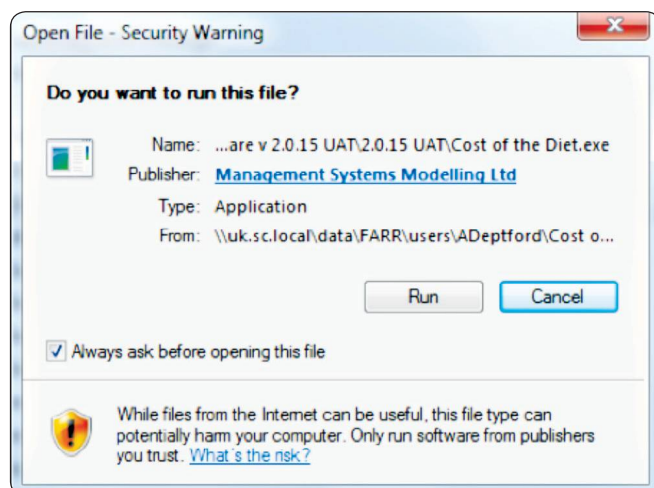 Open File - Security Warning
Do you want to run this file?
Name: ...are v 2.0.15 UAT\2.0.15 UAT\Cost of the Diet.exe
Publisher: Management Systems Modelling Ltd
Type: Application
From: \\uk.sc.local\data\FARR\users\ADeptford\Cost o...
Run Cancel
Always ask before opening this file
While files from the Internet can be useful, this file type can
potentially harm your computer. Only run software from publishers
you trust. What's the risk?